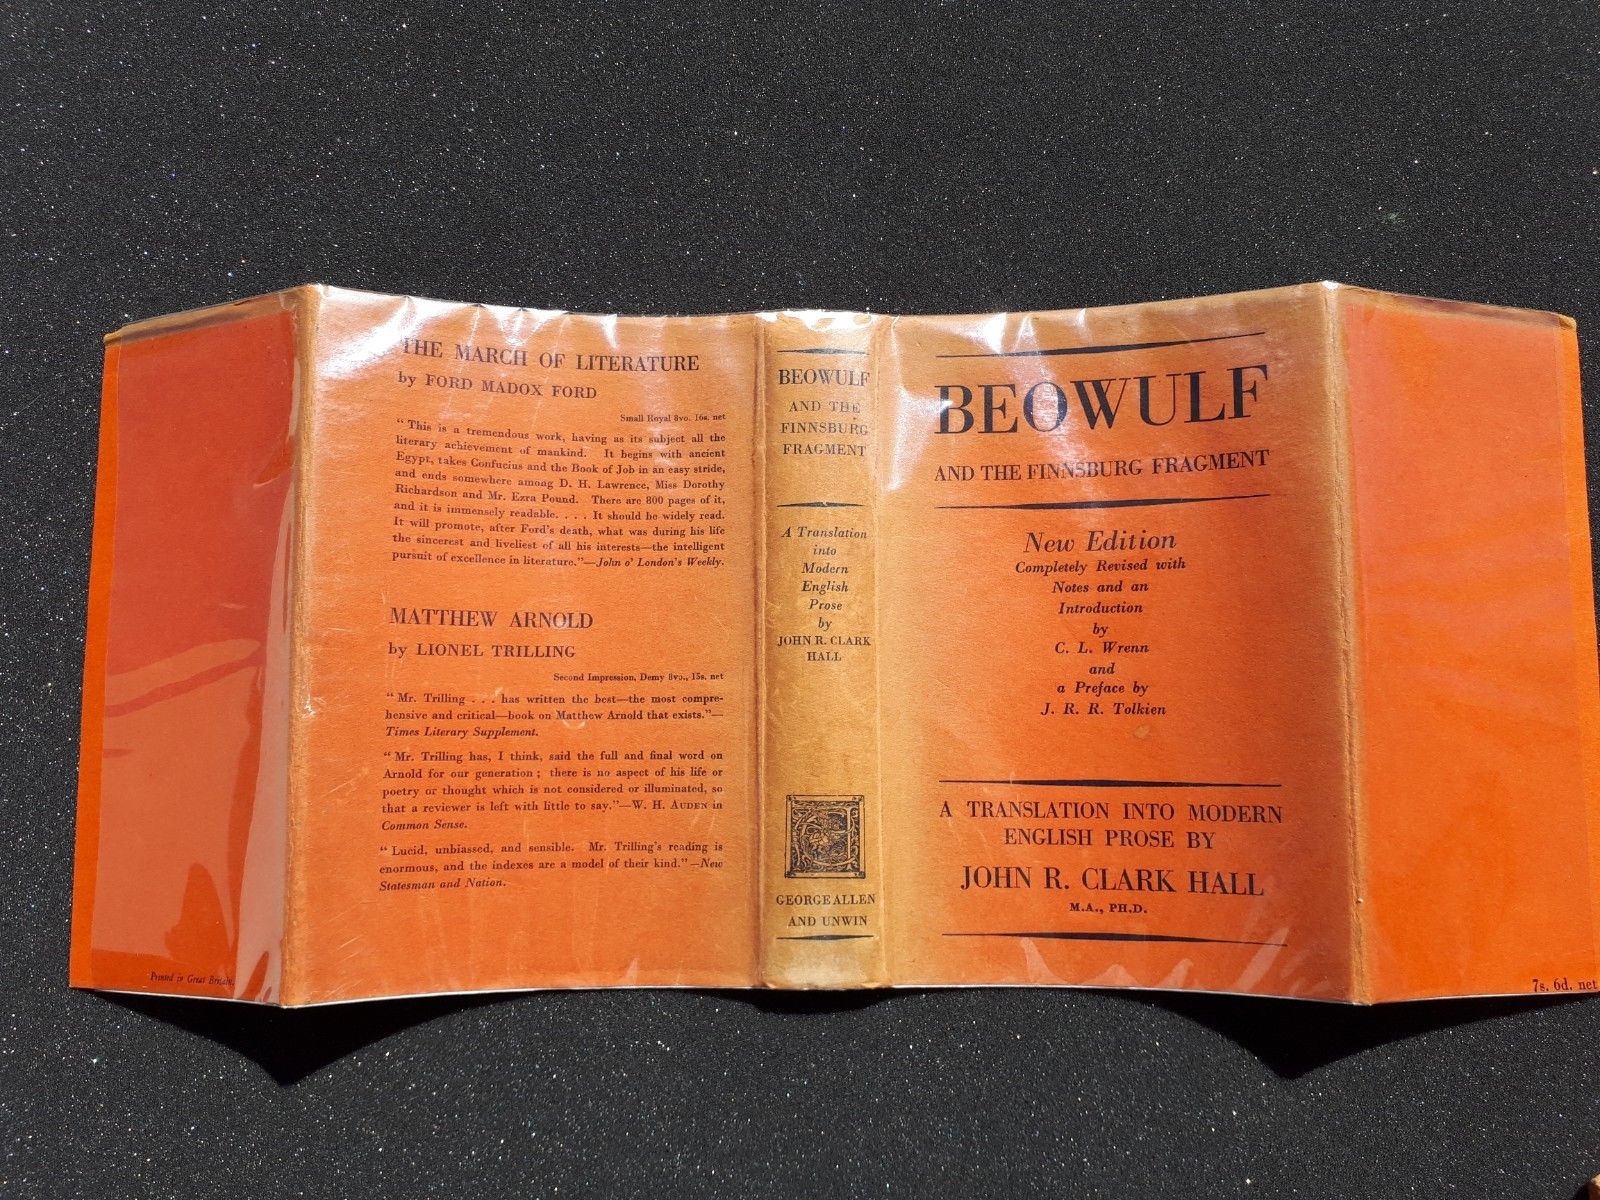 THE MARCH OF LITERATURE
by FORD MADOX FORD
Small Royal 8vo. 16s. net
“This is a tremendous work, having as its subject all the
literary achievement of mankind. It begins with ancient
Egypt, takes Confucius and the Book of Job in an easy stride,
and ends somewhere among D. H. Lawrence, Miss Dorothy
Richardson and Mr. Ezra Pound. There are 800 pages of it,
and it is immensely readable. . . . It should be widely read.
It will promote, after Ford's death, what was during his life
the sincerest and liveliest of all his interests—the intelligent
pursuit of excellence in literature.”—John o' London's Weekly.
MATTHEW ARNOLD
by LIONEL TRILLING
Second Impression, Demy 8vo., 15s. net
“Mr. Trilling . . . has written the best—the most compre-
hensive and critical—book on Matthew Arnold that exists.”—
Times Literary Supplement.
“Mr. Trilling has, I think, said the full and final word on
Arnold for our generation; there is no aspect of his life or
poetry or thought which is not considered or illuminated, so
that a reviewer is left with little to say.”—W. H. AUDEN in
Common Sense.
“Lucid, unbiassed, and sensible. Mr. Trilling's reading is
enormous, and the indexes are a model of their kind.”—New
Statesman and Nation.
Printed in Great Britain.
BEOWULF
AND THE
FINNSBURG
FRAGMENT
A Translation
into
Modern
English
Prose
by
JOHN R. CLARK
HALL
GEORGE ALLEN
AND UNWIN
BEOWULF
AND THE FINNSBURG FRAGMENT
New Edition
Completely Revised with
Notes and an
Introduction
by
C. L. Wrenn
and
a Preface by
J. R. R. Tolkien
A TRANSLATION INTO MODERN
ENGLISH PROSE BY
JOHN R. CLARK HALL
M.A., PH.D.
7s. 6d. net